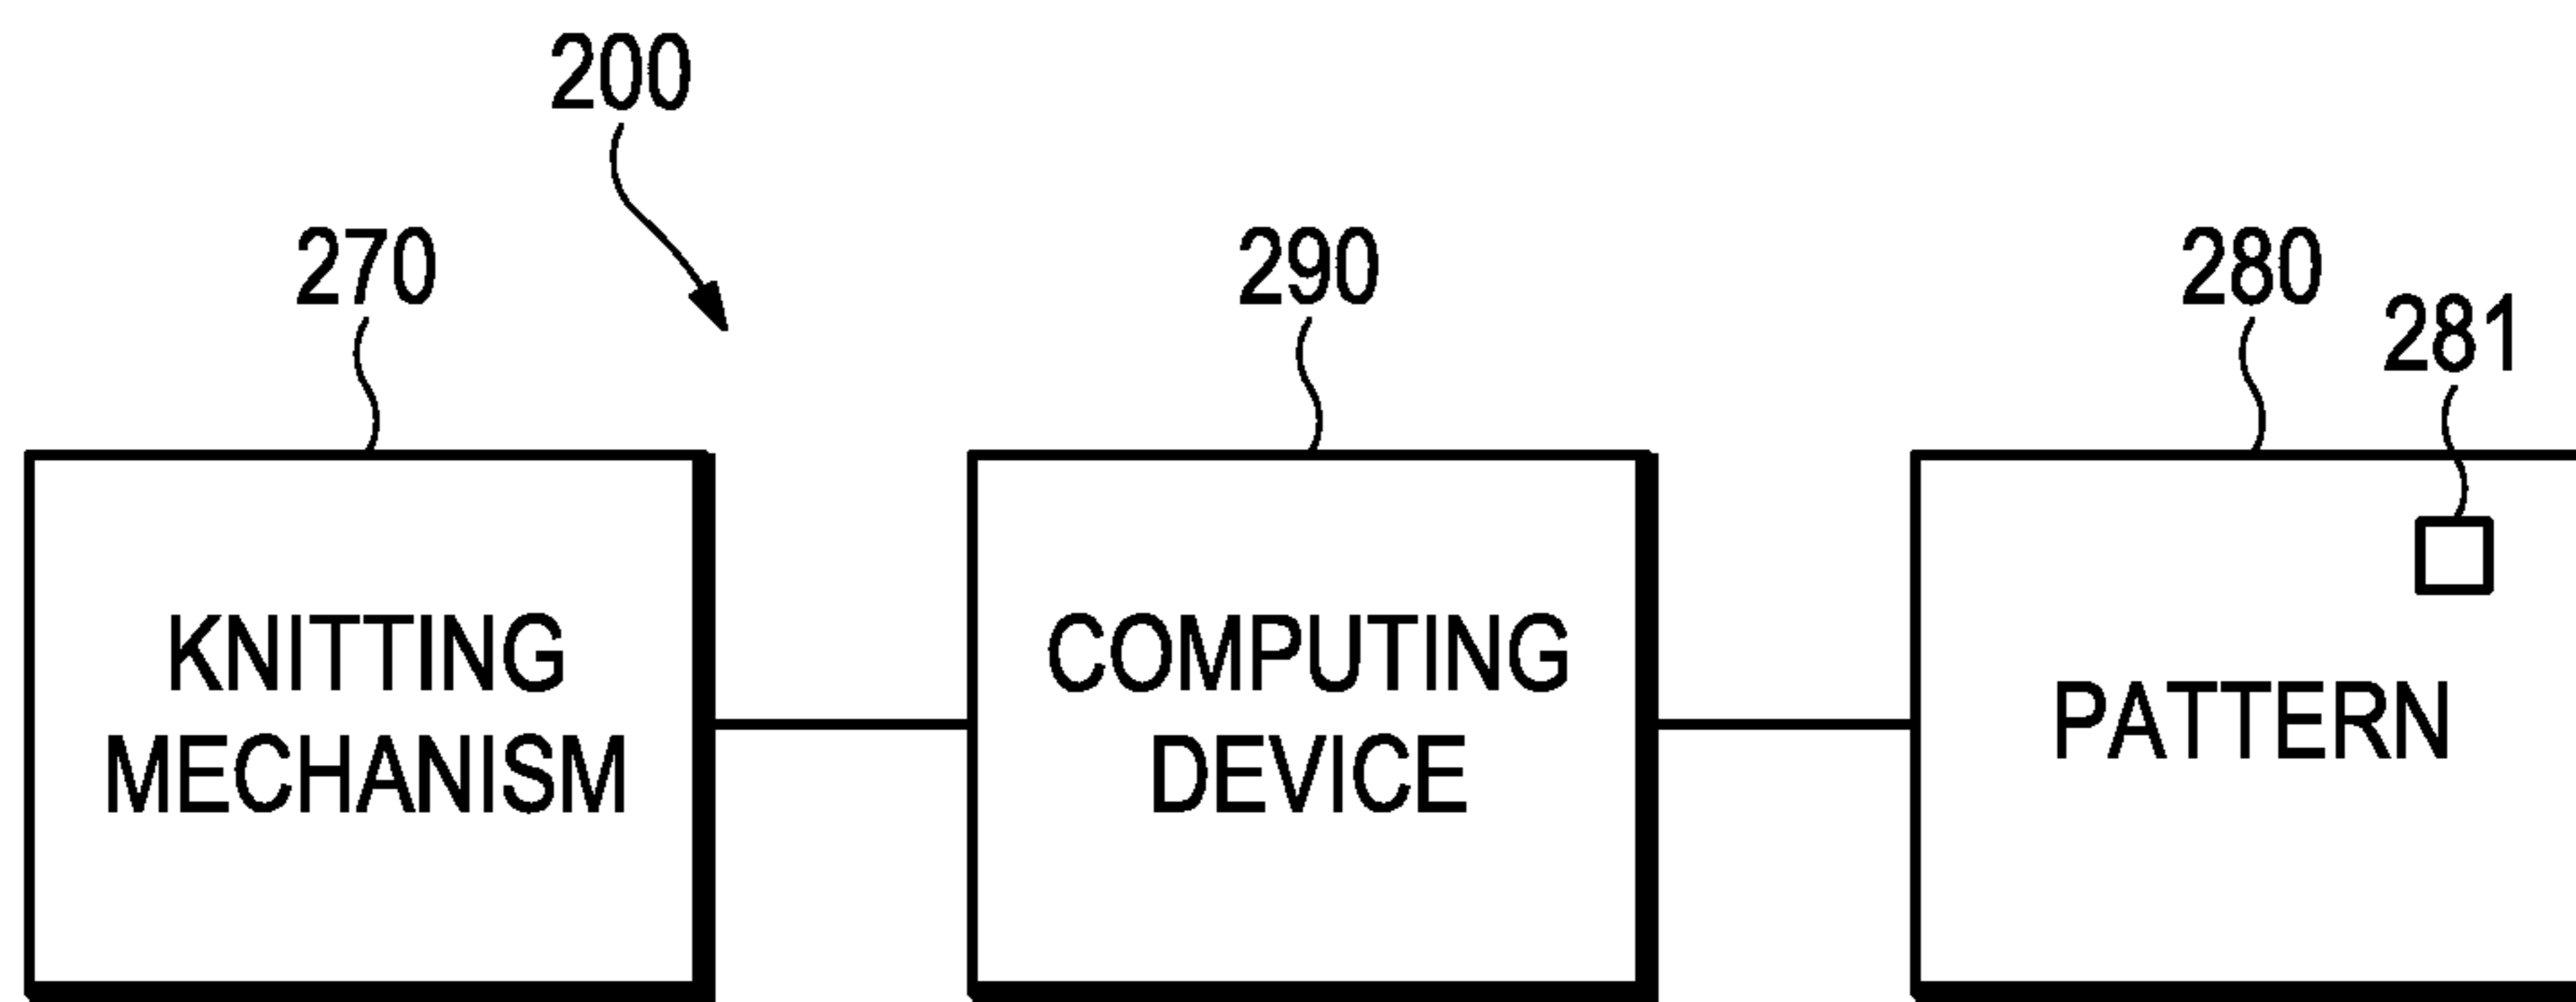 200
270
290
280
281
KNITTING
MECHANISM
COMPUTING
DEVICE
PATTERN